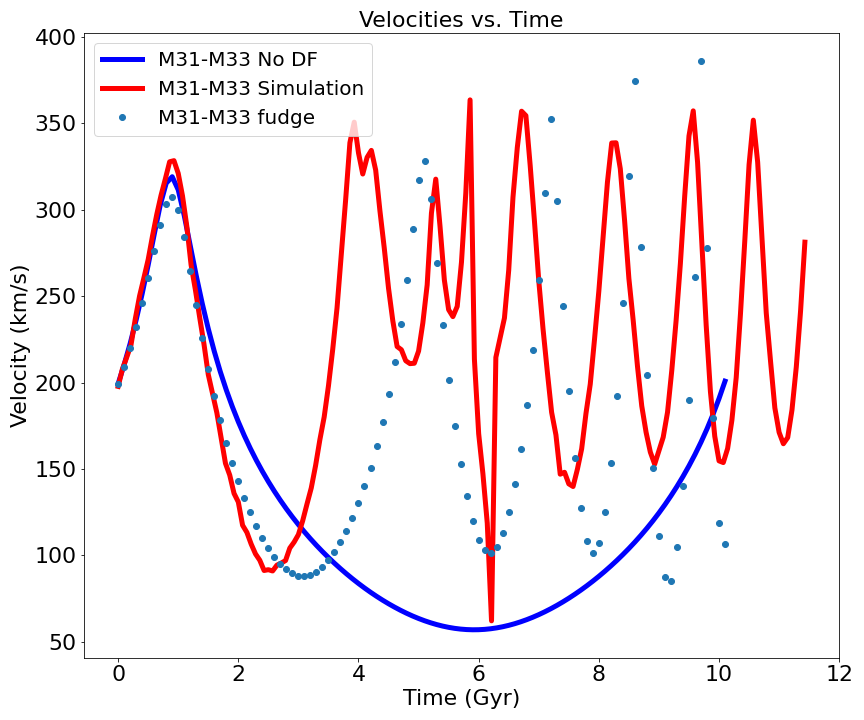 Velocities vs. Time
M31-M33 No DF
M31-M33 Simulation
M31-M33 fudge
Velocity (km/s)
400
350
300
250
200
150
100
50
0 2 4 6 8 10 12
Time (Gyr)